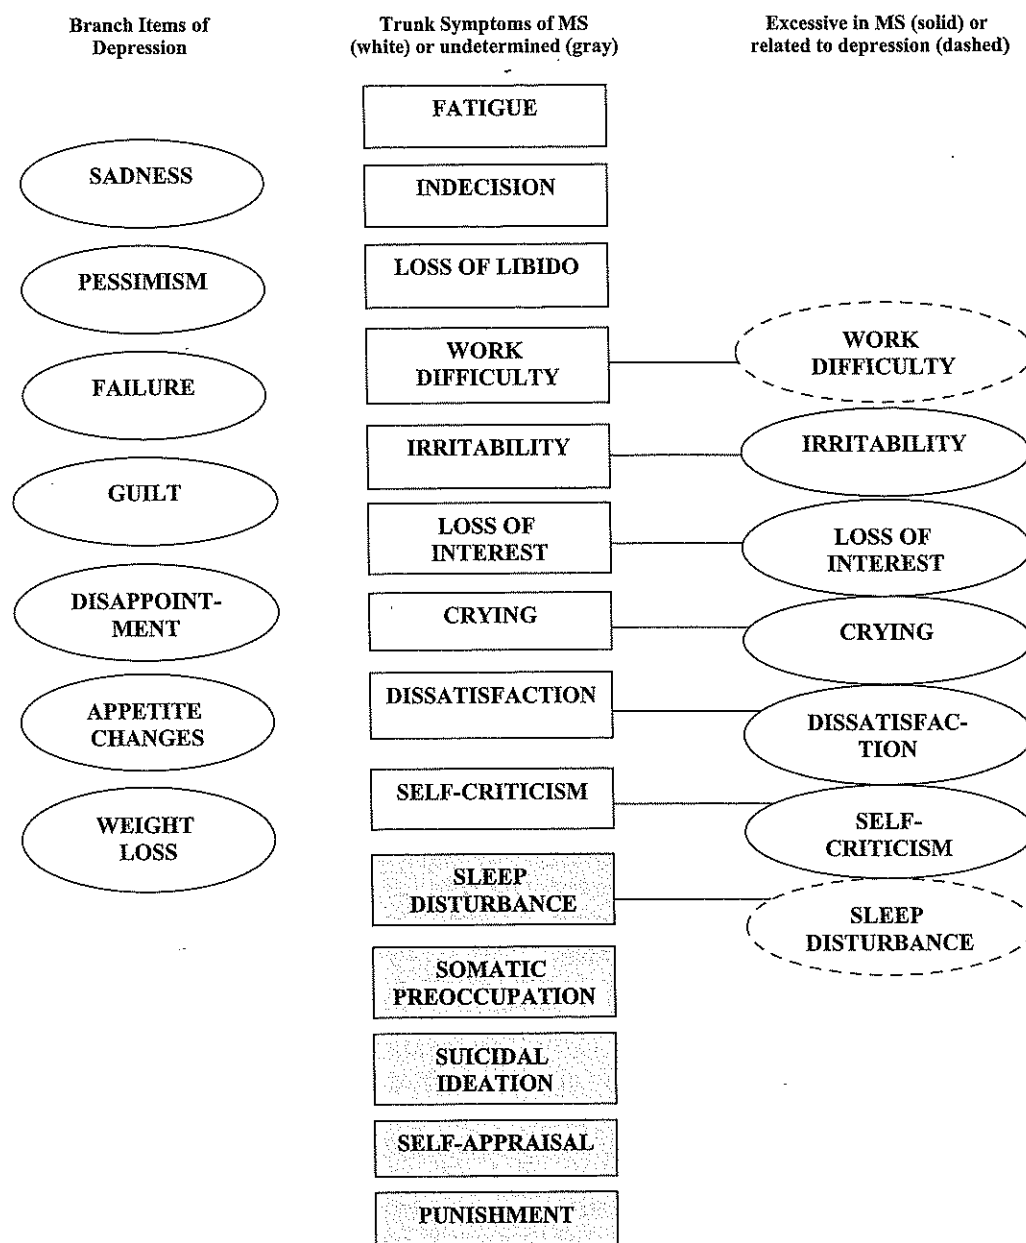 Branch Items of
Depression
Trunk Symptoms of MS
(white) or undetermined (gray)
Excessive in MS (solid) or
related to depression (dashed)
SADNESS
PESSIMISM
FAILURE
GUILT
DISAPPOINT-
MENT
APPETITE
CHANGES
WEIGHT
LOSS
FATIGUE
INDECISION
LOSS OF LIBIDO
WORK
DIFFICULTY
IRRITABILITY
LOSS OF
INTEREST
CRYING
DISSATISFACTION
SELF-CRITICISM
SLEEP
DISTURBANCE
SOMATIC
PREOCCUPATION
SUICIDAL
IDEATION
SELF-APPRAISAL
PUNISHMENT
WORK
DIFFICULTY
IRRITABILITY
LOSS OF
INTEREST
CRYING
DISSATISFAC-
TION
SELF-
CRITICISM
SLEEP
DISTURBANCE